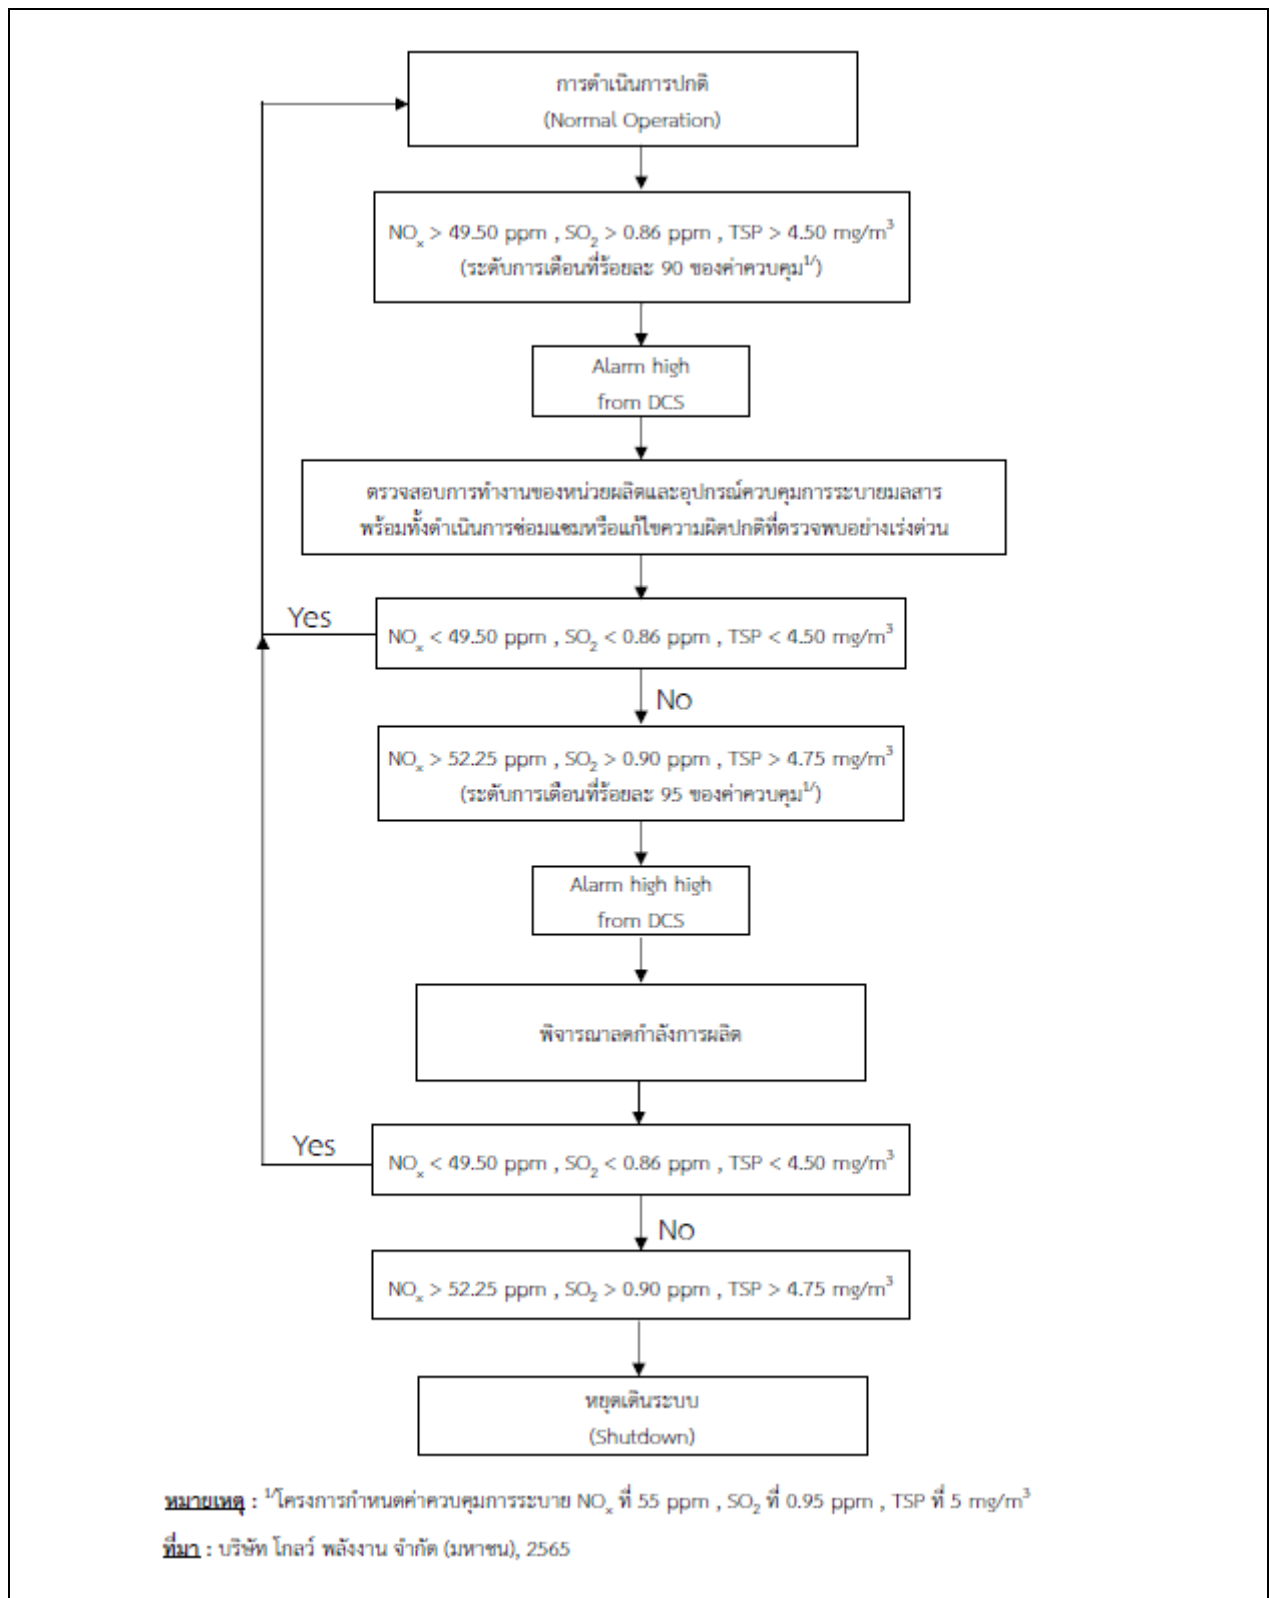 การดำเนินการปกติ
(Normal Operation)
NOₓ > 49.50 ppm , SO₂ > 0.86 ppm , TSP > 4.50 mg/m³
(ระดับการเตือนที่ร้อยละ 90 ของค่าควบคุม¹/)
Alarm high
from DCS
ตรวจสอบการทำงานของหน่วยผลิตและอุปกรณ์ควบคุมการระบายมลสาร
พร้อมทั้งดำเนินการซ่อมแซมหรือแก้ไขความผิดปกติที่ตรวจพบอย่างเร่งด่วน
Yes
NOₓ < 49.50 ppm , SO₂ < 0.86 ppm , TSP < 4.50 mg/m³
No
NOₓ > 52.25 ppm , SO₂ > 0.90 ppm , TSP > 4.75 mg/m³
(ระดับการเตือนที่ร้อยละ 95 ของค่าควบคุม¹/)
Alarm high high
from DCS
พิจารณาลดกำลังการผลิต
Yes
NOₓ < 49.50 ppm , SO₂ < 0.86 ppm , TSP < 4.50 mg/m³
No
NOₓ > 52.25 ppm , SO₂ > 0.90 ppm , TSP > 4.75 mg/m³
หยุดเดินระบบ
(Shutdown)
หมายเหตุ : ¹/โครงการกำหนดค่าควบคุมการระบาย NOₓ ที่ 55 ppm , SO₂ ที่ 0.95 ppm , TSP ที่ 5 mg/m³
ที่มา : บริษัท โกลว์ พลังงาน จำกัด (มหาชน), 2565